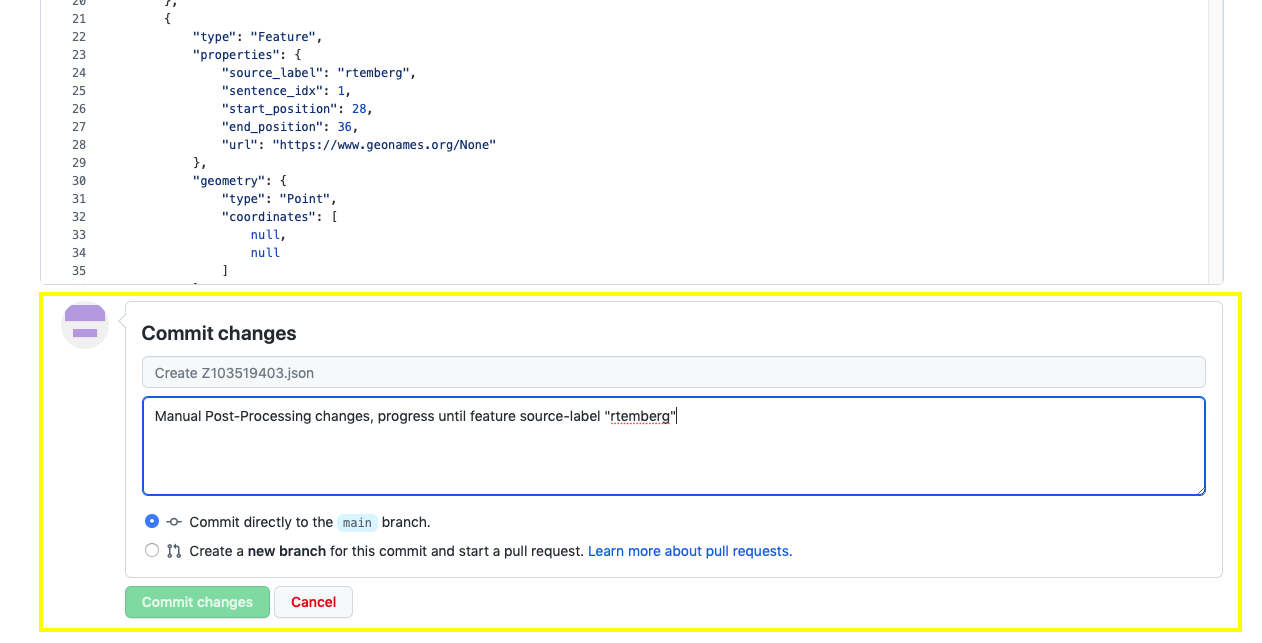 20 },
21 {
22 "type": "Feature",
23 "properties": {
24 "source_label": "rtemberg",
25 "sentence_idx": 1,
26 "start_position": 28,
27 "end_position": 36,
28 "url": "https://www.geonames.org/None"
29 },
30 "geometry": {
31 "type": "Point",
32 "coordinates": [
33 null,
34 null
35 ]
Commit changes
Create Z103519403.json
Manual Post-Processing changes, progress until feature source-label "rtemberg"
Commit directly to the main branch.
Create a new branch for this commit and start a pull request. Learn more about pull requests.
Commit changes Cancel